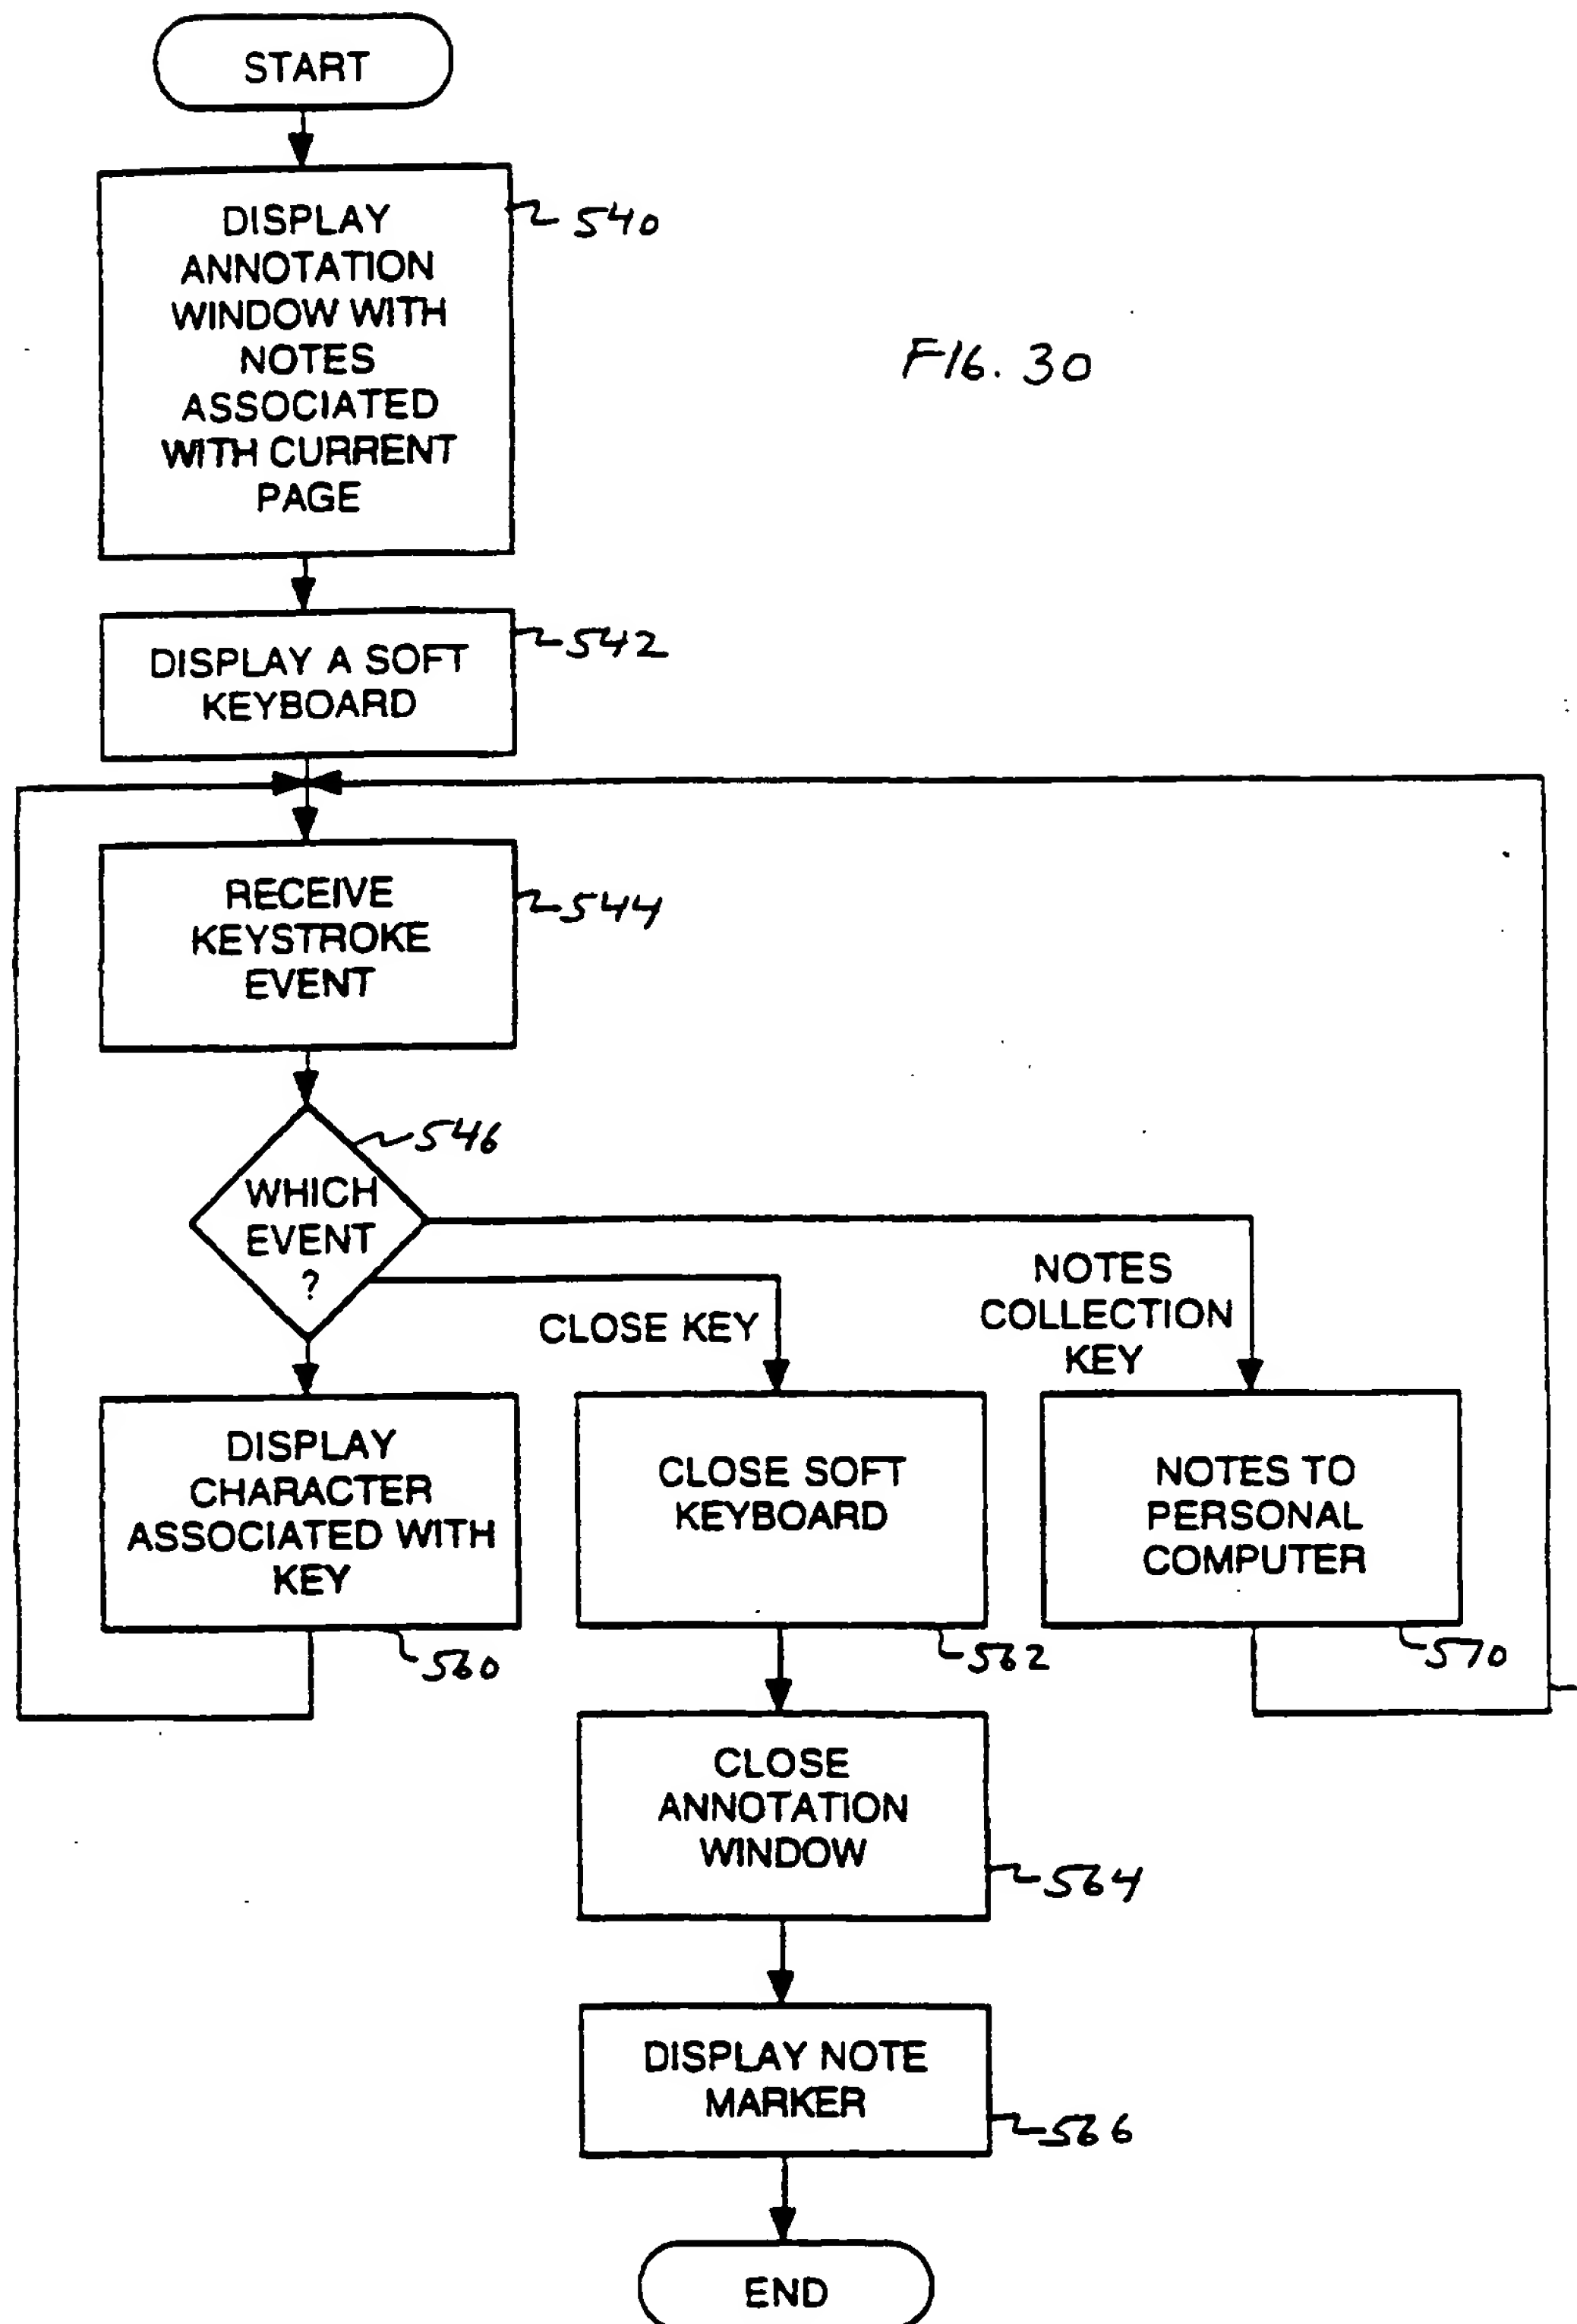 START
DISPLAY
ANNOTATION
WINDOW WITH
NOTES
ASSOCIATED
WITH CURRENT
PAGE
540
FIG. 30
DISPLAY A SOFT
KEYBOARD
542
RECEIVE
KEYSTROKE
EVENT
544
546
WHICH
EVENT
?
CLOSE KEY
NOTES
COLLECTION
KEY
DISPLAY
CHARACTER
ASSOCIATED WITH
KEY
560
CLOSE SOFT
KEYBOARD
562
NOTES TO
PERSONAL
COMPUTER
570
CLOSE
ANNOTATION
WINDOW
564
DISPLAY NOTE
MARKER
566
END